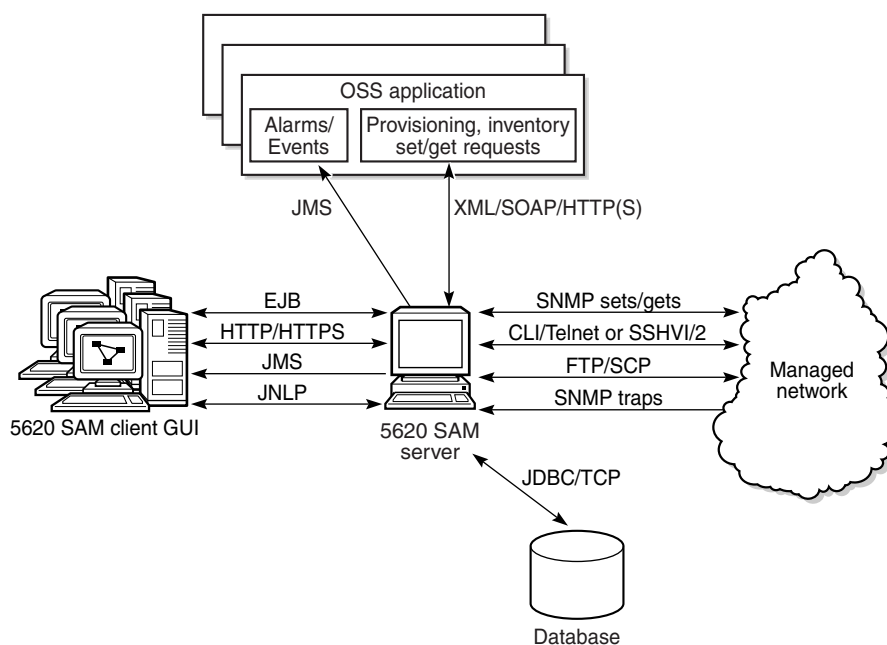 OSS application
Alarms/
Events
Provisioning, inventory
set/get requests
JMS
XML/SOAP/HTTP(S)
EJB
HTTP/HTTPS
JMS
JNLP
5620 SAM client GUI
5620 SAM
server
SNMP sets/gets
CLI/Telnet or SSHVI/2
FTP/SCP
SNMP traps
Managed
network
JDBC/TCP
Database